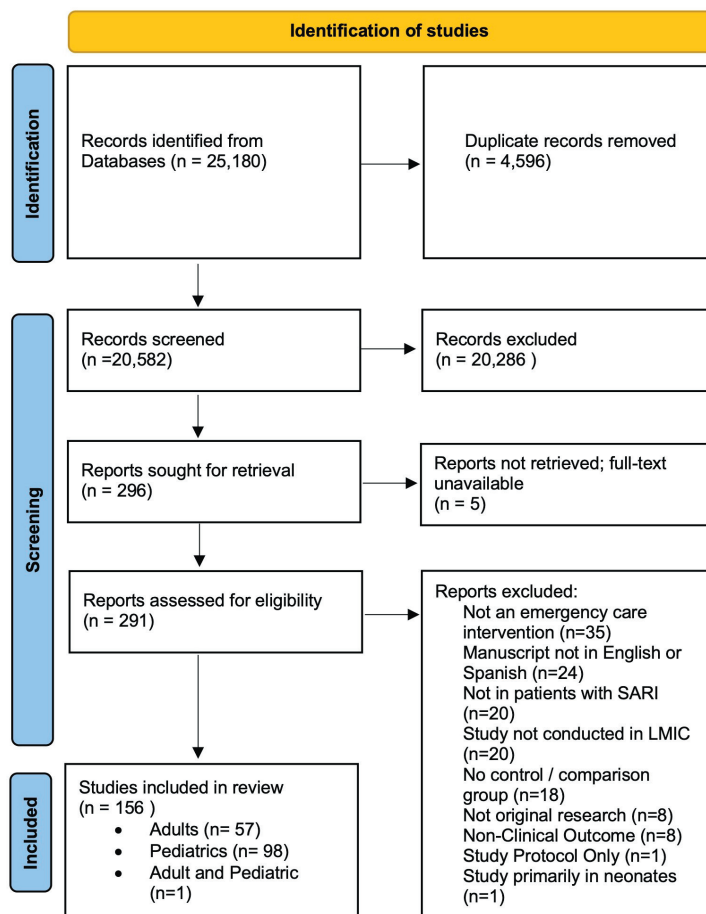 Identification of studies
Identification
Records identified from
Databases (n = 25,180)
Duplicate records removed
(n = 4,596)
Screening
Records screened
(n =20,582)
Records excluded
(n = 20,286 )
Reports sought for retrieval
(n = 296)
Reports not retrieved; full-text
unavailable
(n = 5)
Reports assessed for eligibility
(n = 291)
Reports excluded:
Not an emergency care
intervention (n=35)
Manuscript not in English or
Spanish (n=24)
Not in patients with SARI
(n=20)
Study not conducted in LMIC
(n=20)
No control / comparison
group (n=18)
Not original research (n=8)
Non-Clinical Outcome (n=8)
Study Protocol Only (n=1)
Study primarily in neonates
(n=1)
Included
Studies included in review
(n = 156 )
• Adults (n= 57)
• Pediatrics (n= 98)
• Adult and Pediatric
(n=1)